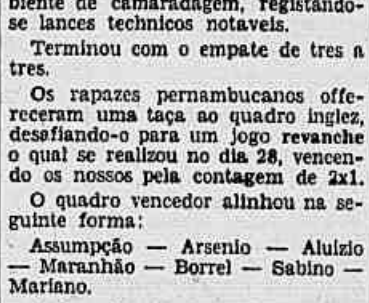 biente de camaradagem, registando-
se lances technicos notaveis.
Terminou com o empate de tres a
tres.
Os rapazes pernambucanos offe-
receram uma taça ao quadro inglez,
desafiando-o para um jogo revanche
o qual se realizou no dia 28, vencen-
do os nossos pela contagem de 2x1.
O quadro vencedor alinhou na se-
guinte forma:
Assumpção — Arsenio — Aluizio
— Maranhão — Borrel — Sabino —
Mariano.